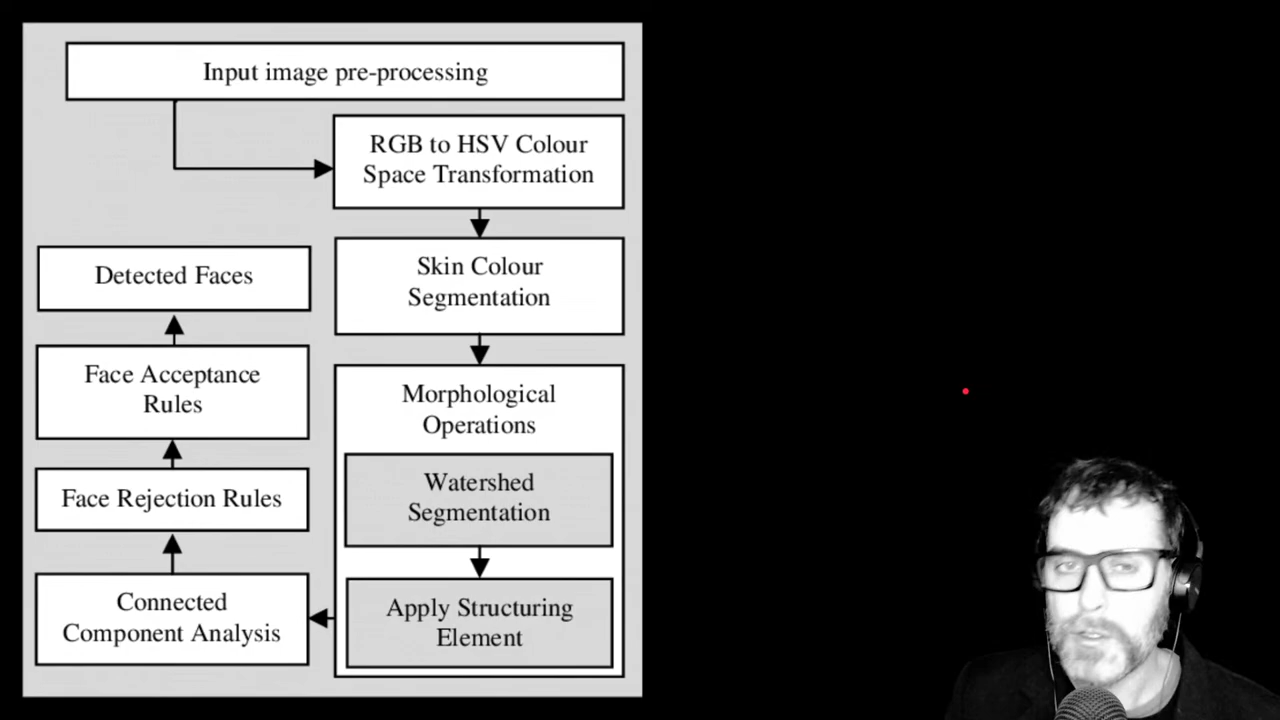 Input image pre-processing
RGB to HSV Colour
Space Transformation
Skin Colour
Segmentation
Morphological
Operations
Watershed
Segmentation
Apply Structuring
Element
Connected
Component Analysis
Face Rejection Rules
Face Acceptance
Rules
Detected Faces